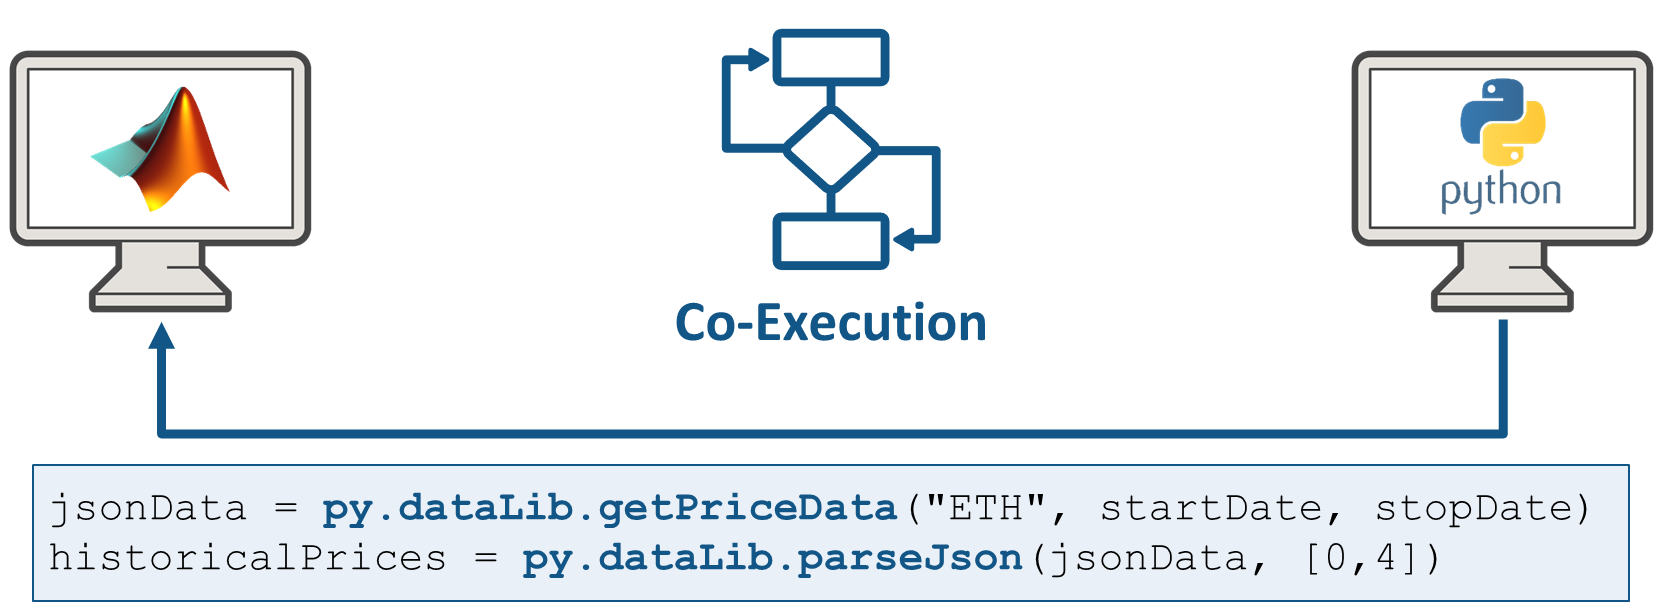 python
Co-Execution
jsonData = py.dataLib.getPriceData("ETH", startDate, stopDate)
historicalPrices = py.dataLib.parseJson(jsonData, [0,4])